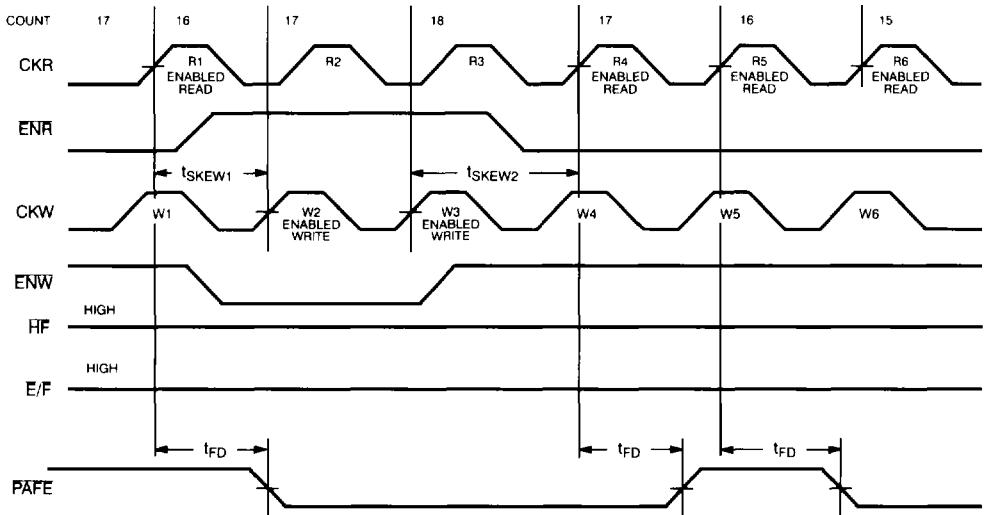 COUNT 17 16 17 18 17 16 15
CKR R1 ENABLED READ R2 R3 R4 ENABLED READ R5 ENABLED READ R6 ENABLED READ
ENR
tSKEW1 tSKEW2
CKW W1 W2 ENABLED WRITE W3 ENABLED WRITE W4 W5 W6
ENW
HIGH
HF
HIGH
E/F
tFD tFD tFD
PAFE